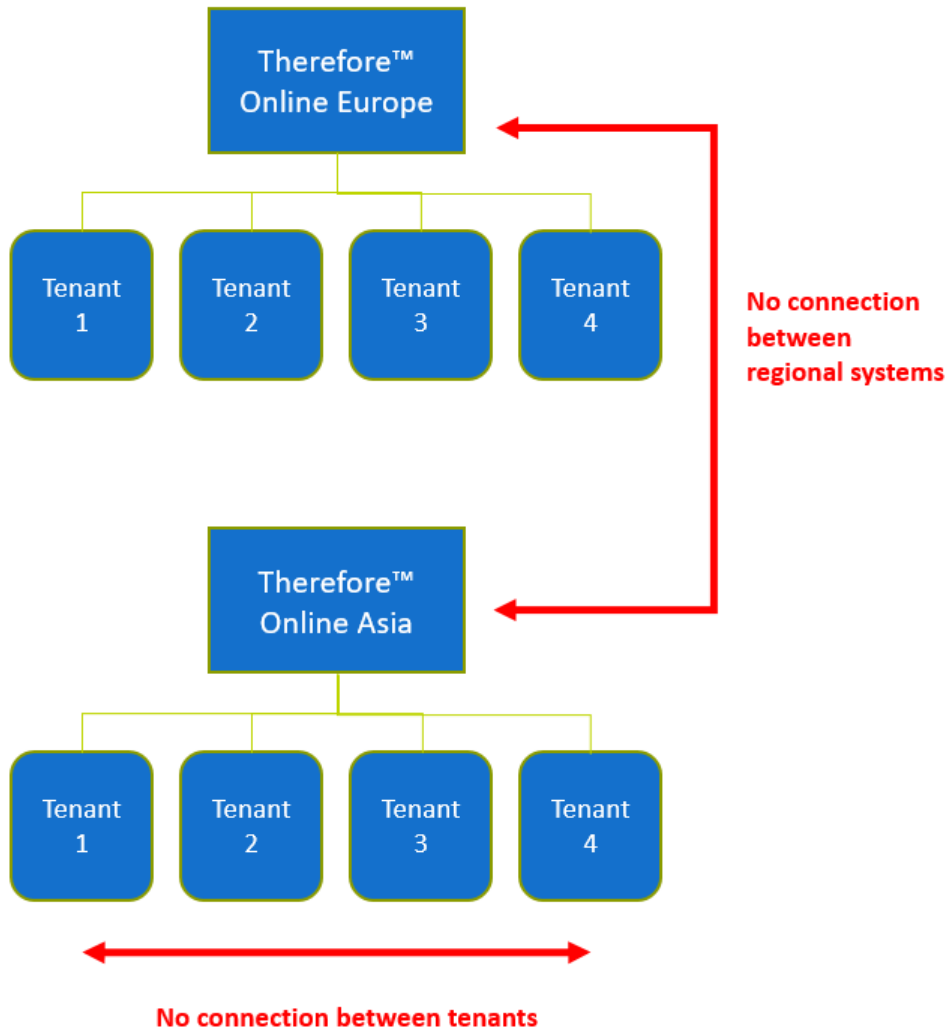 Therefore™
Online Europe
Tenant
1
Tenant
2
Tenant
3
Tenant
4
No connection
between
regional systems
Therefore™
Online Asia
Tenant
1
Tenant
2
Tenant
3
Tenant
4
No connection between tenants